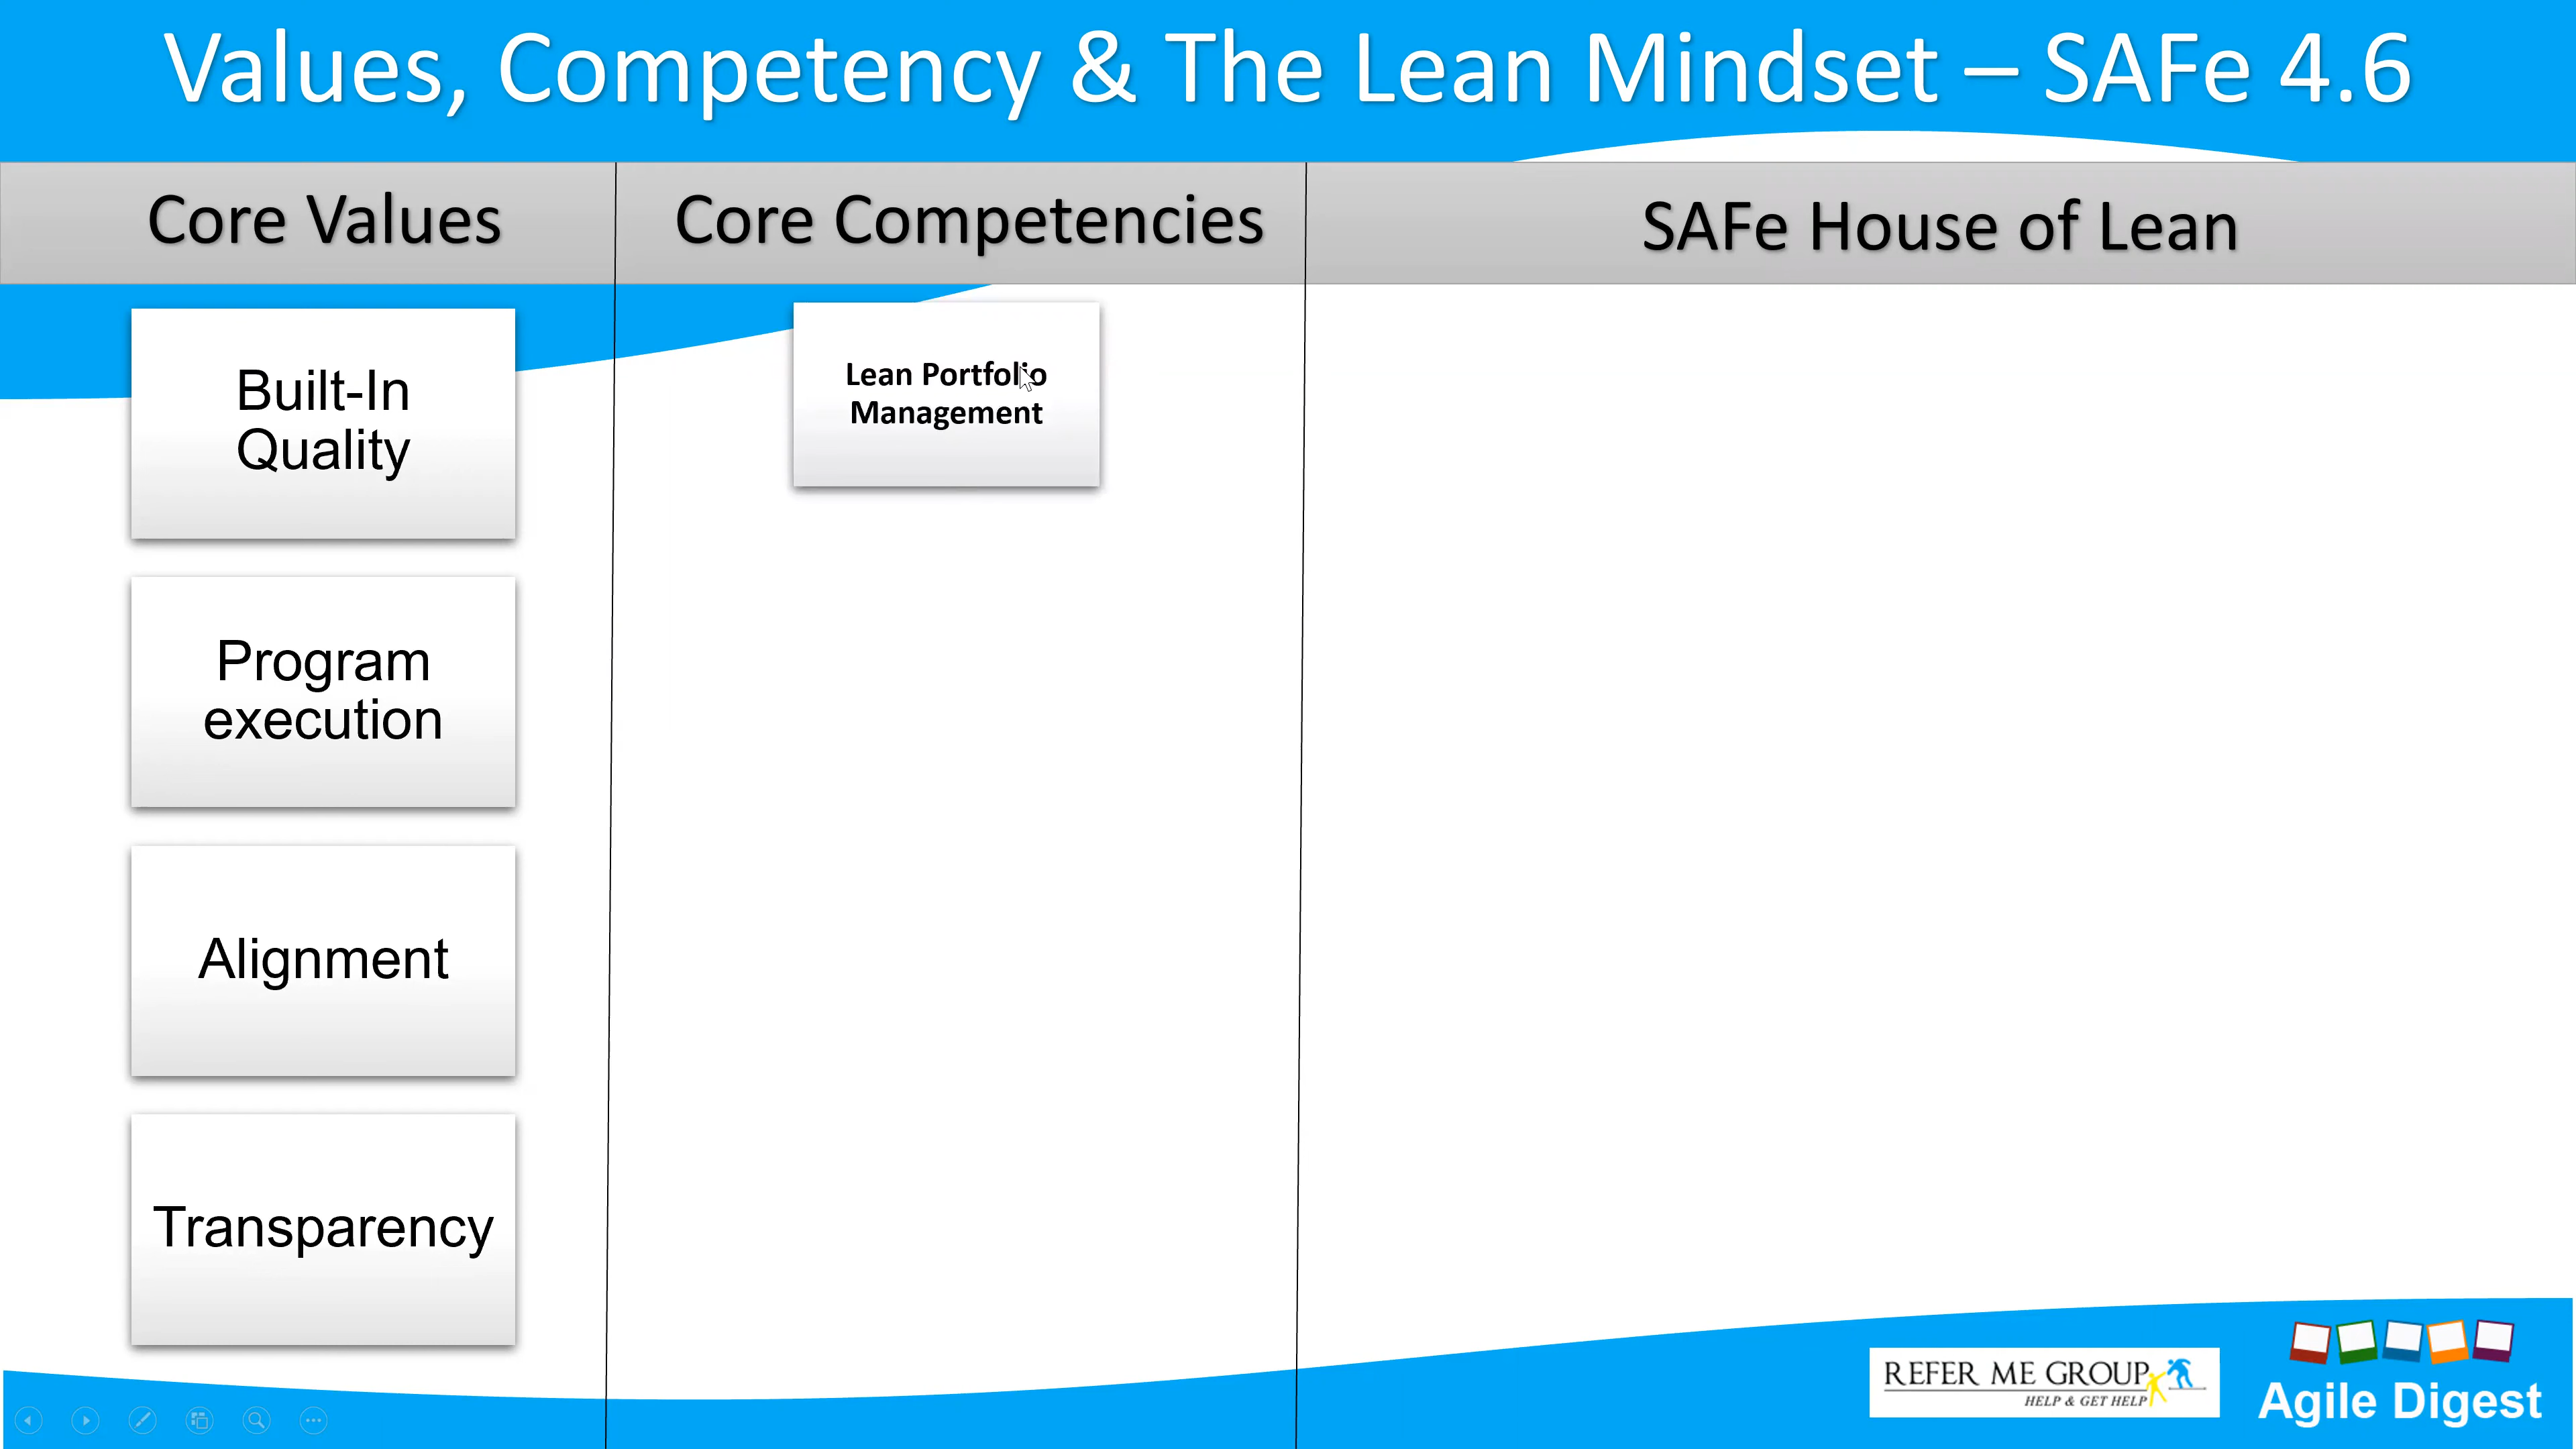 Values, Competency & The Lean Mindset – SAFe 4.6
Core Values
Core Competencies
SAFe House of Lean
Built-In
Quality
Program
execution
Alignment
Transparency
Lean Portfolio
Management
REFER ME GROUP
HELP & GET HELP
Agile Digest